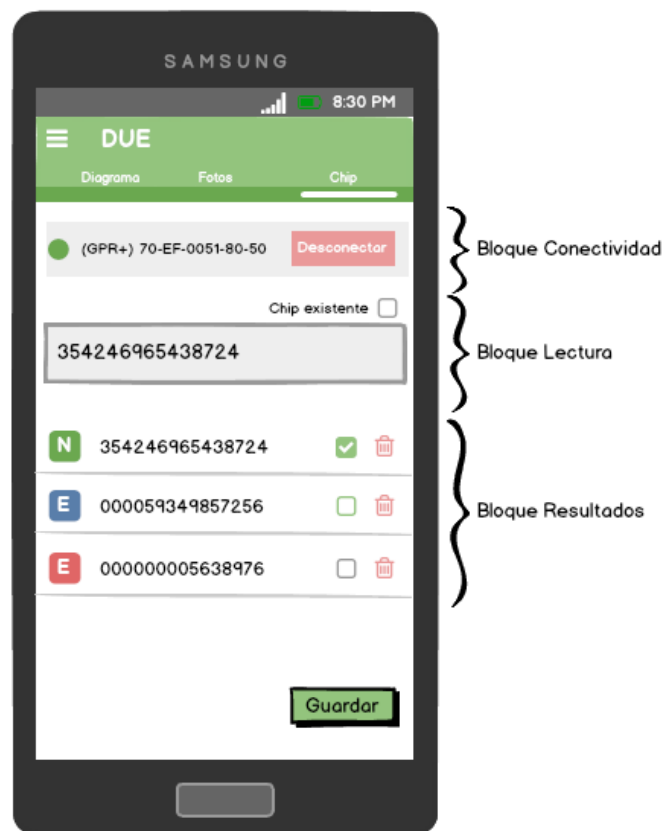 SAMSUNG
8:30 PM
DUE
Diagrama Fotos Chip
(GPR+) 70-EF-0051-80-50 Desconectar
Bloque Conectividad
Chip existente
354246965438724
Bloque Lectura
N 354246965438724
E 000059349857256
Bloque Resultados
E 000000005638976
Guardar